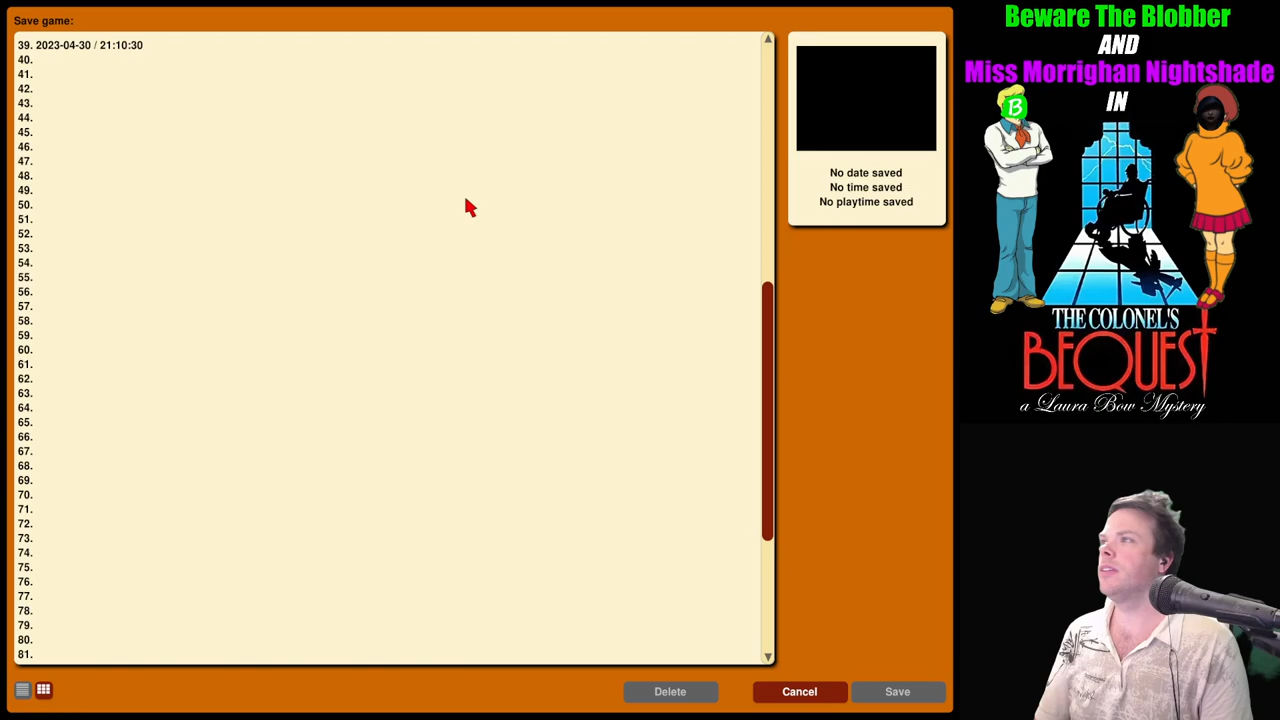 Save game:
39. 2023-04-30 / 21:10:30
40.
41.
42.
43.
44.
45.
46.
47.
48.
49.
50.
51.
52.
53.
54.
55.
56.
57.
58.
59.
60.
61.
62.
63.
64.
65.
66.
67.
68.
69.
70.
71.
72.
73.
74.
75.
76.
77.
78.
79.
80.
81.
No date saved
No time saved
No playtime saved
Delete
Cancel
Save
Beware The Blobber
AND
Miss Morrighan Nightshade
IN
B
THE COLONEL'S
BEQUEST
a Laura Bow Mystery